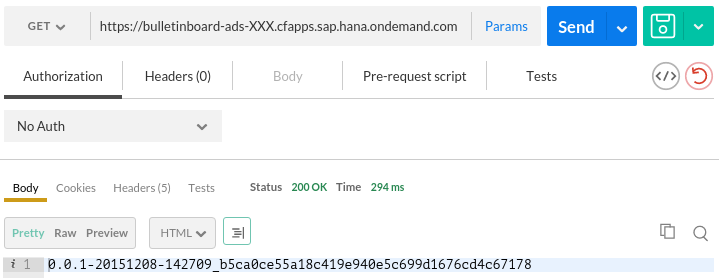 GET https://bulletinboard-ads-XXX.cfapps.sap.hana.ondemand.com Params Send
Authorization Headers (0) Body Pre-request script Tests
No Auth
Body Cookies Headers (5) Tests Status 200 OK Time 294 ms
Pretty Raw Preview HTML
i 1 0.0.1-20151208-142709_b5ca0ce55a18c419e940e5c699d1676cd4c67178